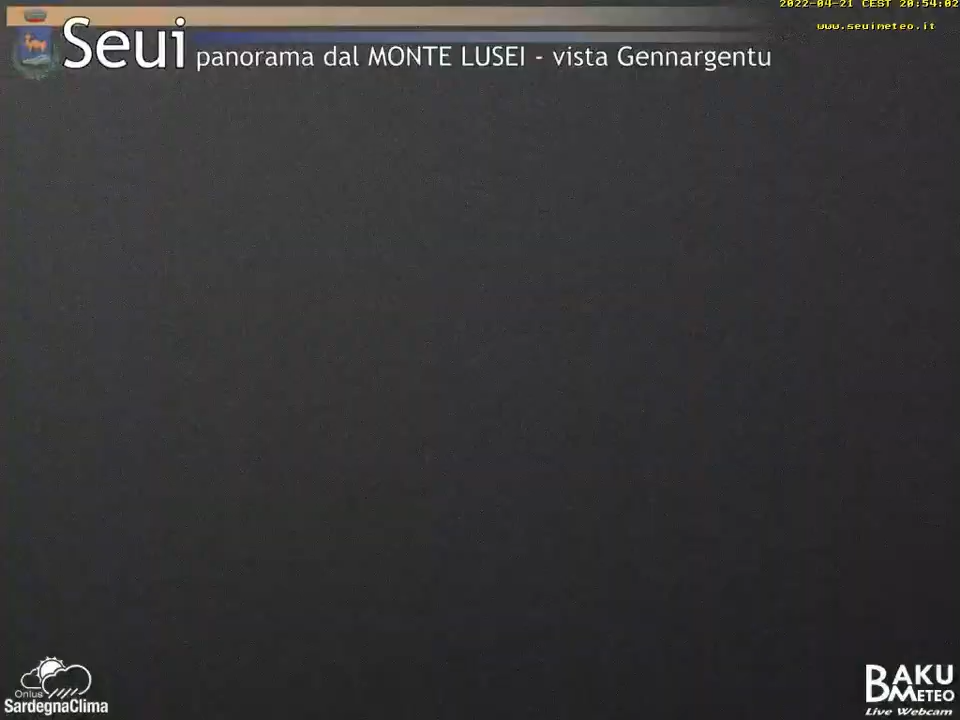 2022-04-21 CEST 20:54:02
www.seuimeteo.it
Seui panorama dal MONTE LUSEI - vista Gennargentu
Onlus
SardegnaClima
BAKU
METEO
Live Webcam